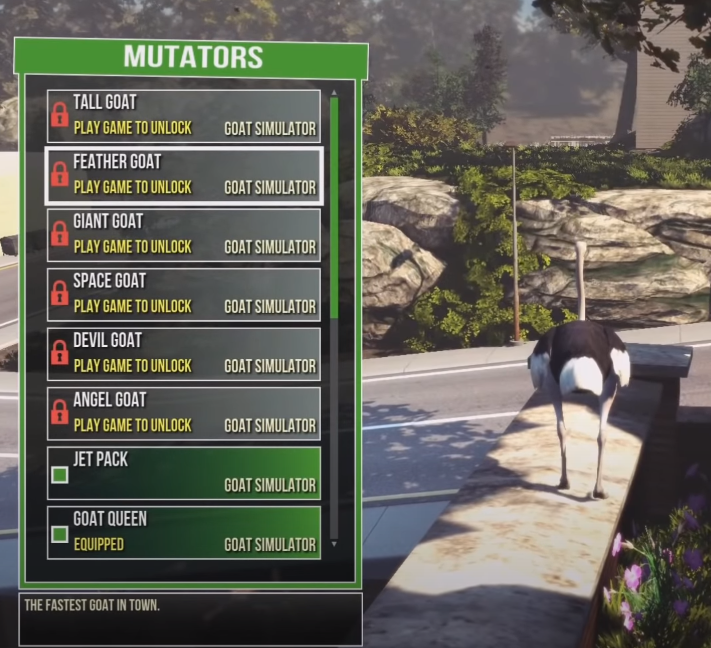 MUTATORS
TALL GOAT
PLAY GAME TO UNLOCK GOAT SIMULATOR
FEATHER GOAT
PLAY GAME TO UNLOCK GOAT SIMULATOR
GIANT GOAT
PLAY GAME TO UNLOCK GOAT SIMULATOR
SPACE GOAT
PLAY GAME TO UNLOCK GOAT SIMULATOR
DEVIL GOAT
PLAY GAME TO UNLOCK GOAT SIMULATOR
ANGEL GOAT
PLAY GAME TO UNLOCK GOAT SIMULATOR
JET PACK
GOAT SIMULATOR
GOAT QUEEN
EQUIPPED GOAT SIMULATOR
THE FASTEST GOAT IN TOWN.